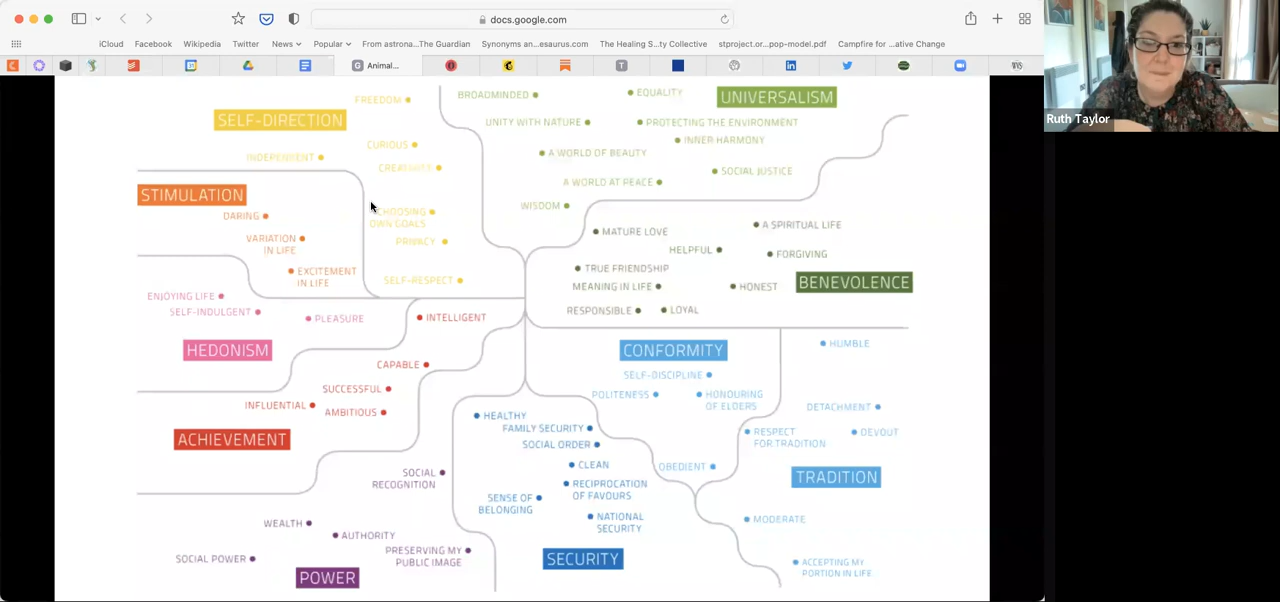 docs.google.com
iCloud
Facebook
Wikipedia
Twitter
News
Popular
From astrona...The Guardian
Synonyms an...esaurus.com
The Healing S...ty Collective
stproject.or...pop-model.pdf
Campfire for ...ative Change
Animal...
Ruth Taylor
FREEDOM
SELF-DIRECTION
CURIOUS
INDEPENDENT
CREATIVITY
CHOOSING
OWN GOALS
PRIVACY
SELF-RESPECT
BROADMINDED
EQUALITY
UNIVERSALISM
UNITY WITH NATURE
PROTECTING THE ENVIRONMENT
INNER HARMONY
A WORLD OF BEAUTY
SOCIAL JUSTICE
A WORLD AT PEACE
WISDOM
STIMULATION
DARING
VARIATION
IN LIFE
EXCITEMENT
IN LIFE
MATURE LOVE
A SPIRITUAL LIFE
HELPFUL
FORGIVING
TRUE FRIENDSHIP
MEANING IN LIFE
HONEST
BENEVOLENCE
RESPONSIBLE
LOYAL
ENJOYING LIFE
SELF-INDULGENT
PLEASURE
HEDONISM
INTELLIGENT
CAPABLE
SUCCESSFUL
INFLUENTIAL
AMBITIOUS
ACHIEVEMENT
CONFORMITY
SELF-DISCIPLINE
POLITENESS
HONOURING
OF ELDERS
OBEDIENT
HUMBLE
DETACHMENT
RESPECT
FOR TRADITION
DEVOUT
TRADITION
MODERATE
ACCEPTING MY
PORTION IN LIFE
HEALTHY
FAMILY SECURITY
SOCIAL ORDER
CLEAN
RECIPROCATION
OF FAVOURS
SENSE OF
BELONGING
NATIONAL
SECURITY
SECURITY
SOCIAL
RECOGNITION
WEALTH
AUTHORITY
PRESERVING MY
PUBLIC IMAGE
SOCIAL POWER
POWER